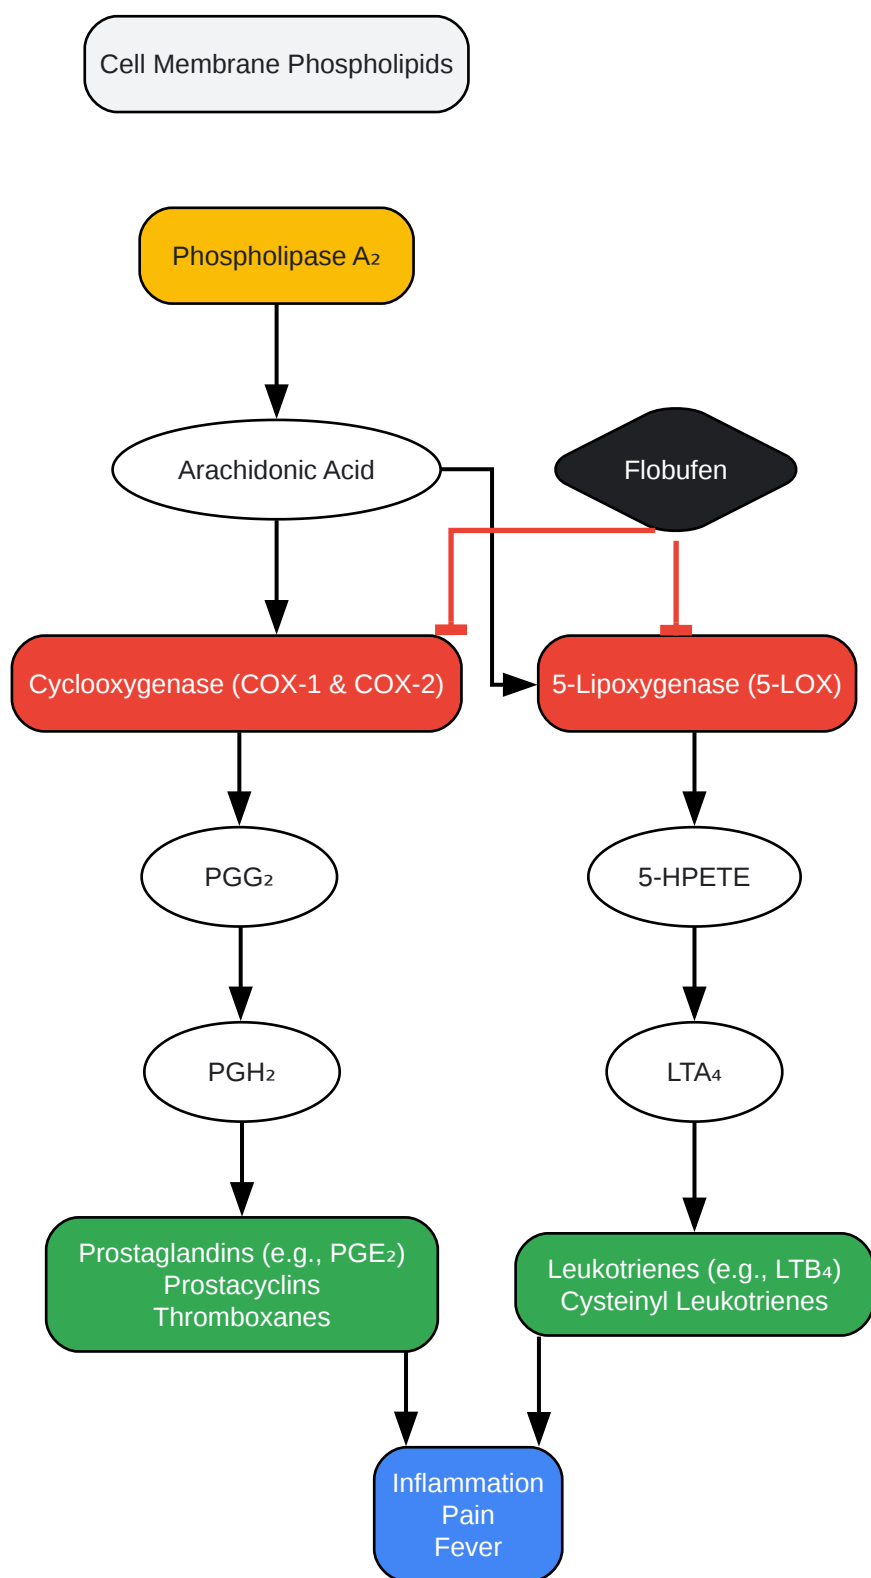 Cell Membrane Phospholipids
Phospholipase A₂
Arachidonic Acid
Flobufen
Cyclooxygenase (COX-1 & COX-2)
5-Lipoxygenase (5-LOX)
PGG₂
5-HPETE
PGH₂
LTA₄
Prostaglandins (e.g., PGE₂)
Prostacyclins
Thromboxanes
Leukotrienes (e.g., LTB₄)
Cysteinyl Leukotrienes
Inflammation
Pain
Fever